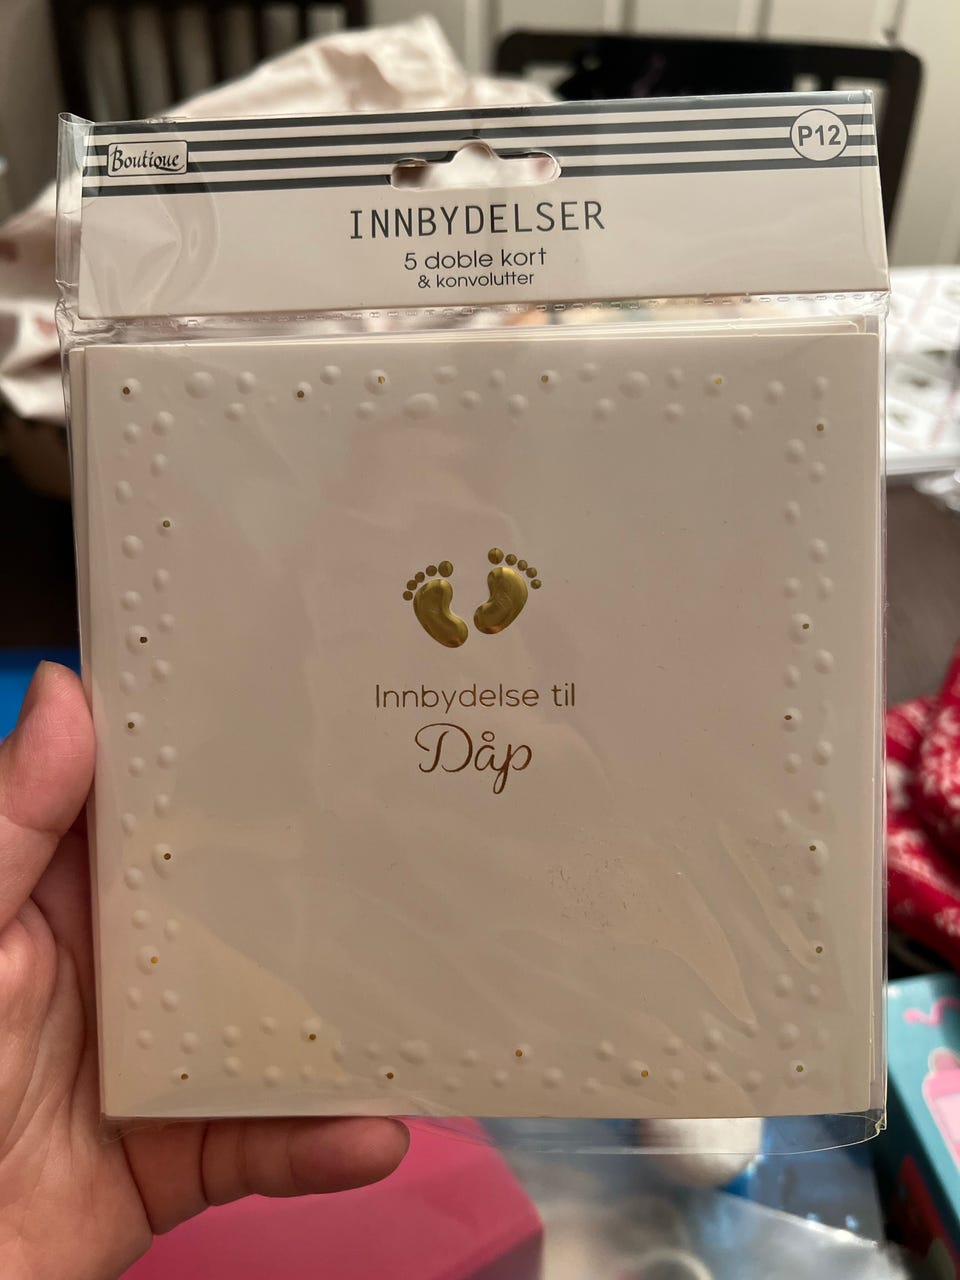 Boutique
P12
INNBYDELSER
5 doble kort
& konvolutter
Innbydelse til
Dåp